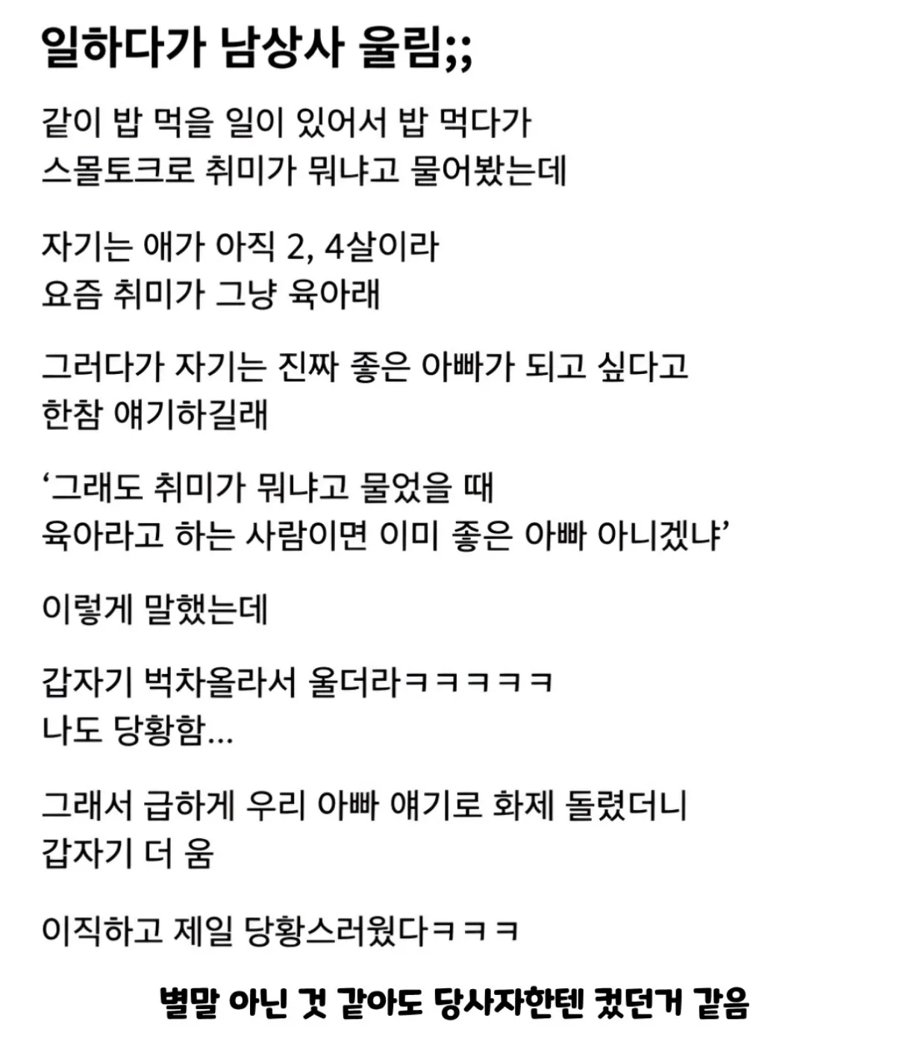 일하다가 남상사 울림;;
같이 밥 먹을 일이 있어서 밥 먹다가
스몰토크로 취미가 뭐냐고 물어봤는데
자기는 애가 아직 2, 4살이라
요즘 취미가 그냥 육아래
그러다가 자기는 진짜 좋은 아빠가 되고 싶다고
한참 얘기하길래
‘그래도 취미가 뭐냐고 물었을 때
육아라고 하는 사람이면 이미 좋은 아빠 아니겠냐’
이렇게 말했는데
갑자기 벅차올라서 울더라ㅋㅋㅋㅋㅋ
나도 당황함...
그래서 급하게 우리 아빠 얘기로 화제 돌렸더니
갑자기 더 움
이직하고 제일 당황스러웠다ㅋㅋㅋ
별말 아닌 것 같아도 당사자한텐 컸던거 같음